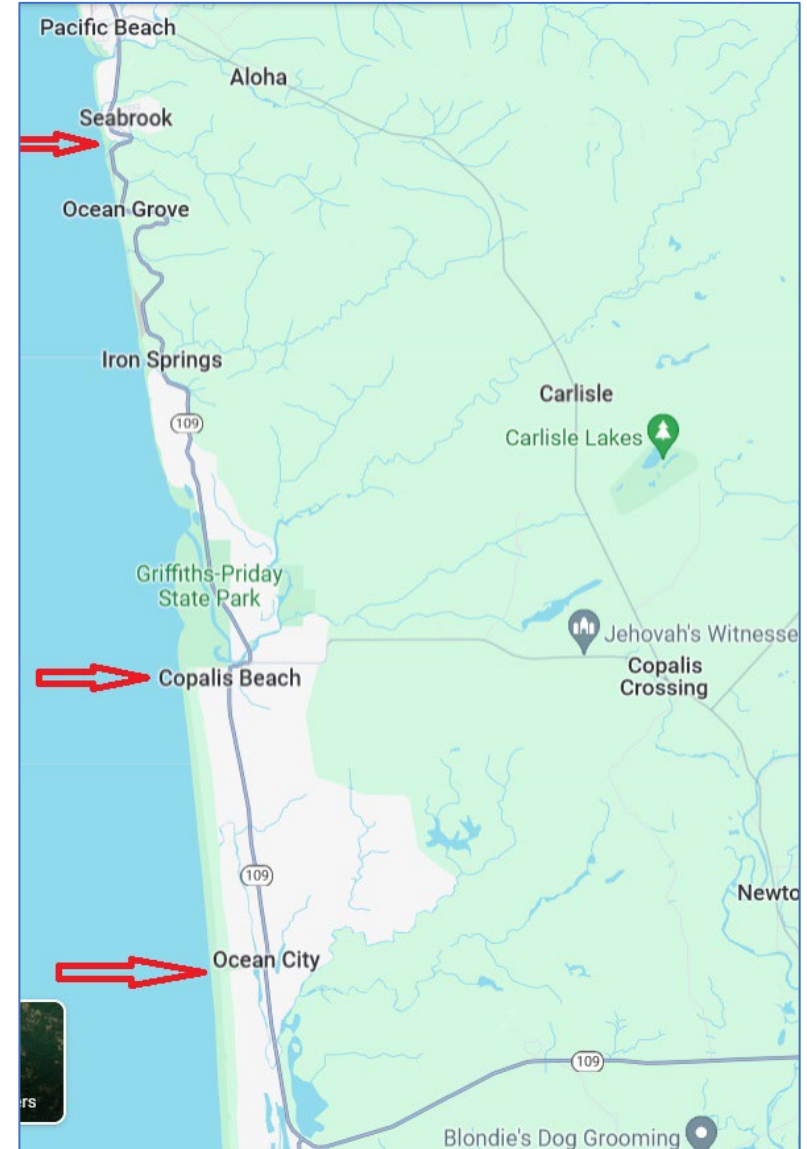 Pacific Beach
Aloha
Seabrook
Ocean Grove
Iron Springs
Carlisle
Carlisle Lakes
109
Griffiths-Priday
State Park
Jehovah's Witnesse
Copalis
Crossing
Copalis Beach
109
Newto
Ocean City
109
rs
Blondie's Dog Grooming